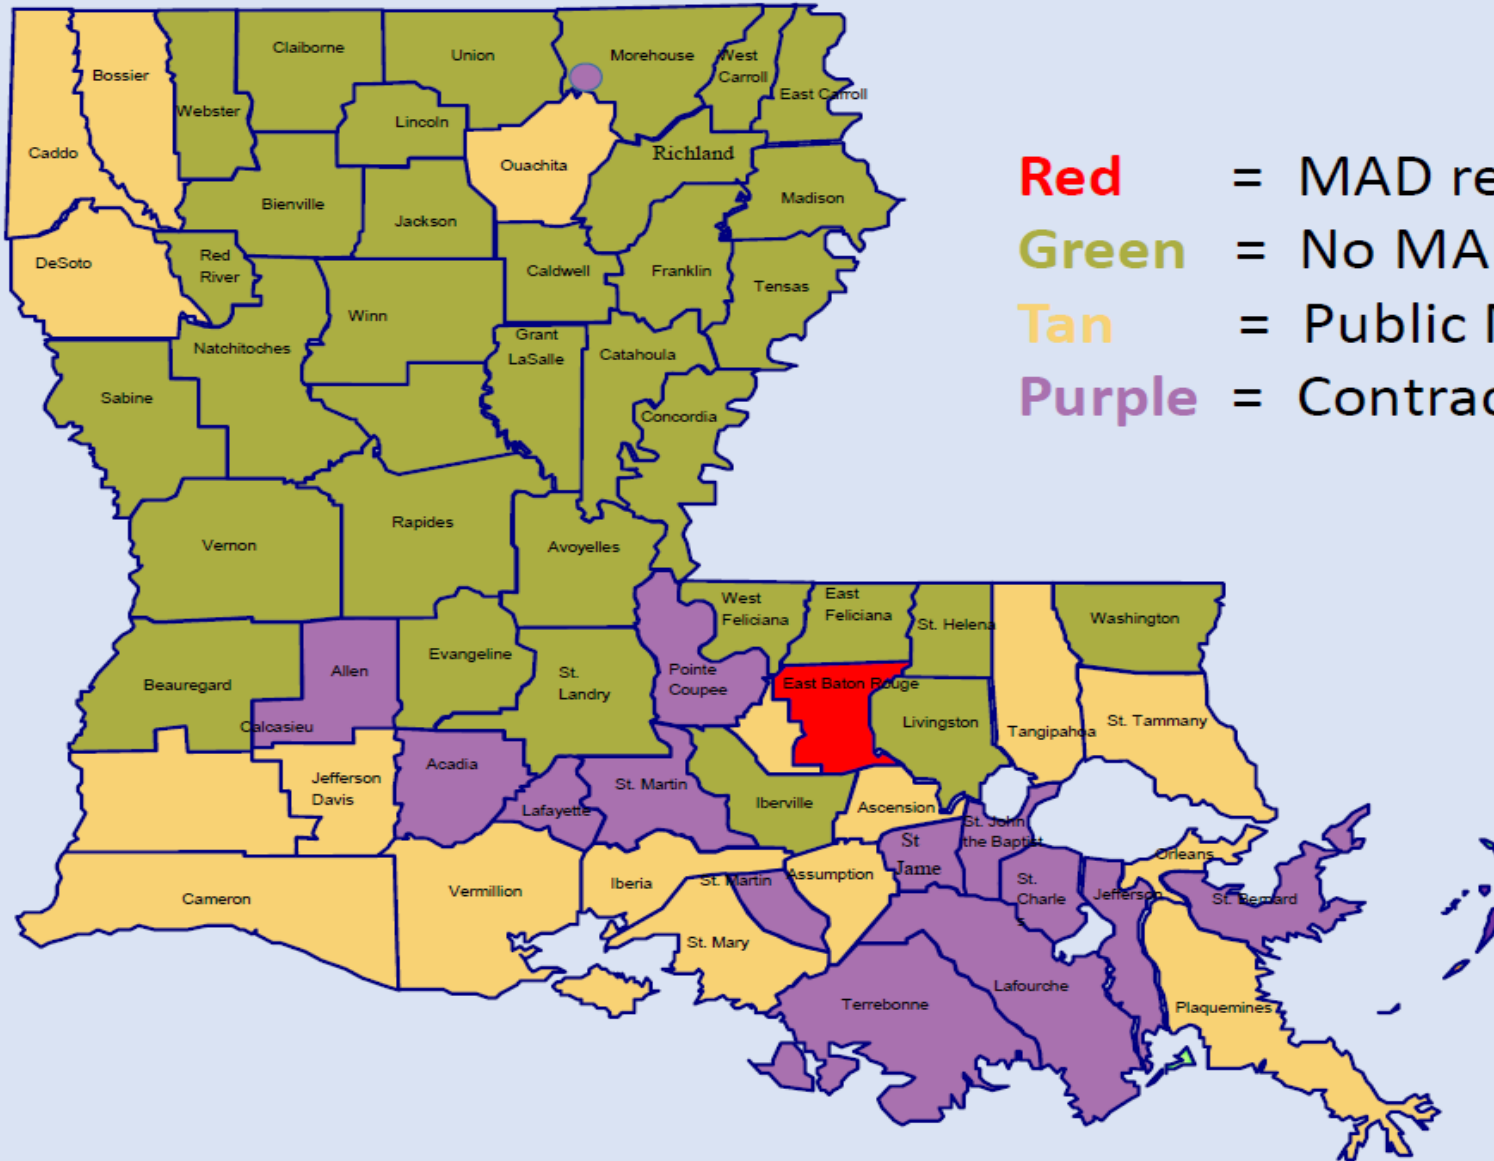 Claiborne
Union
Morehouse
West
Carroll
East Carroll
Bossier
Webster
Lincoln
Caddo
Ouachita
Richland
Bienville
Jackson
Madison
DeSoto
Red
River
Caldwell
Franklin
Tensas
Winn
Natchitoches
Grant
LaSalle
Catahoula
Sabine
Concordia
Vernon
Rapides
Avoyelles
West
Feliciana
East
Feliciana
St. Helena
Washington
Beauregard
Allen
Evangeline
St.
Landry
Pointe
Coupee
East Baton Rouge
Livingston
Tangipahoa
St. Tammany
Calcasieu
Jefferson
Davis
Acadia
Lafayette
St. Martin
Iberville
Ascension
St
Jame
St. John
the Baptist
Orleans
Cameron
Vermillion
Iberia
St. Martin
Assumption
St.
Charle
s
Jefferson
St. Bernard
St. Mary
Terrebonne
Lafourche
Plaquemines
Red = MAD re
Green = No MA
Tan = Public
Purple = Contrac